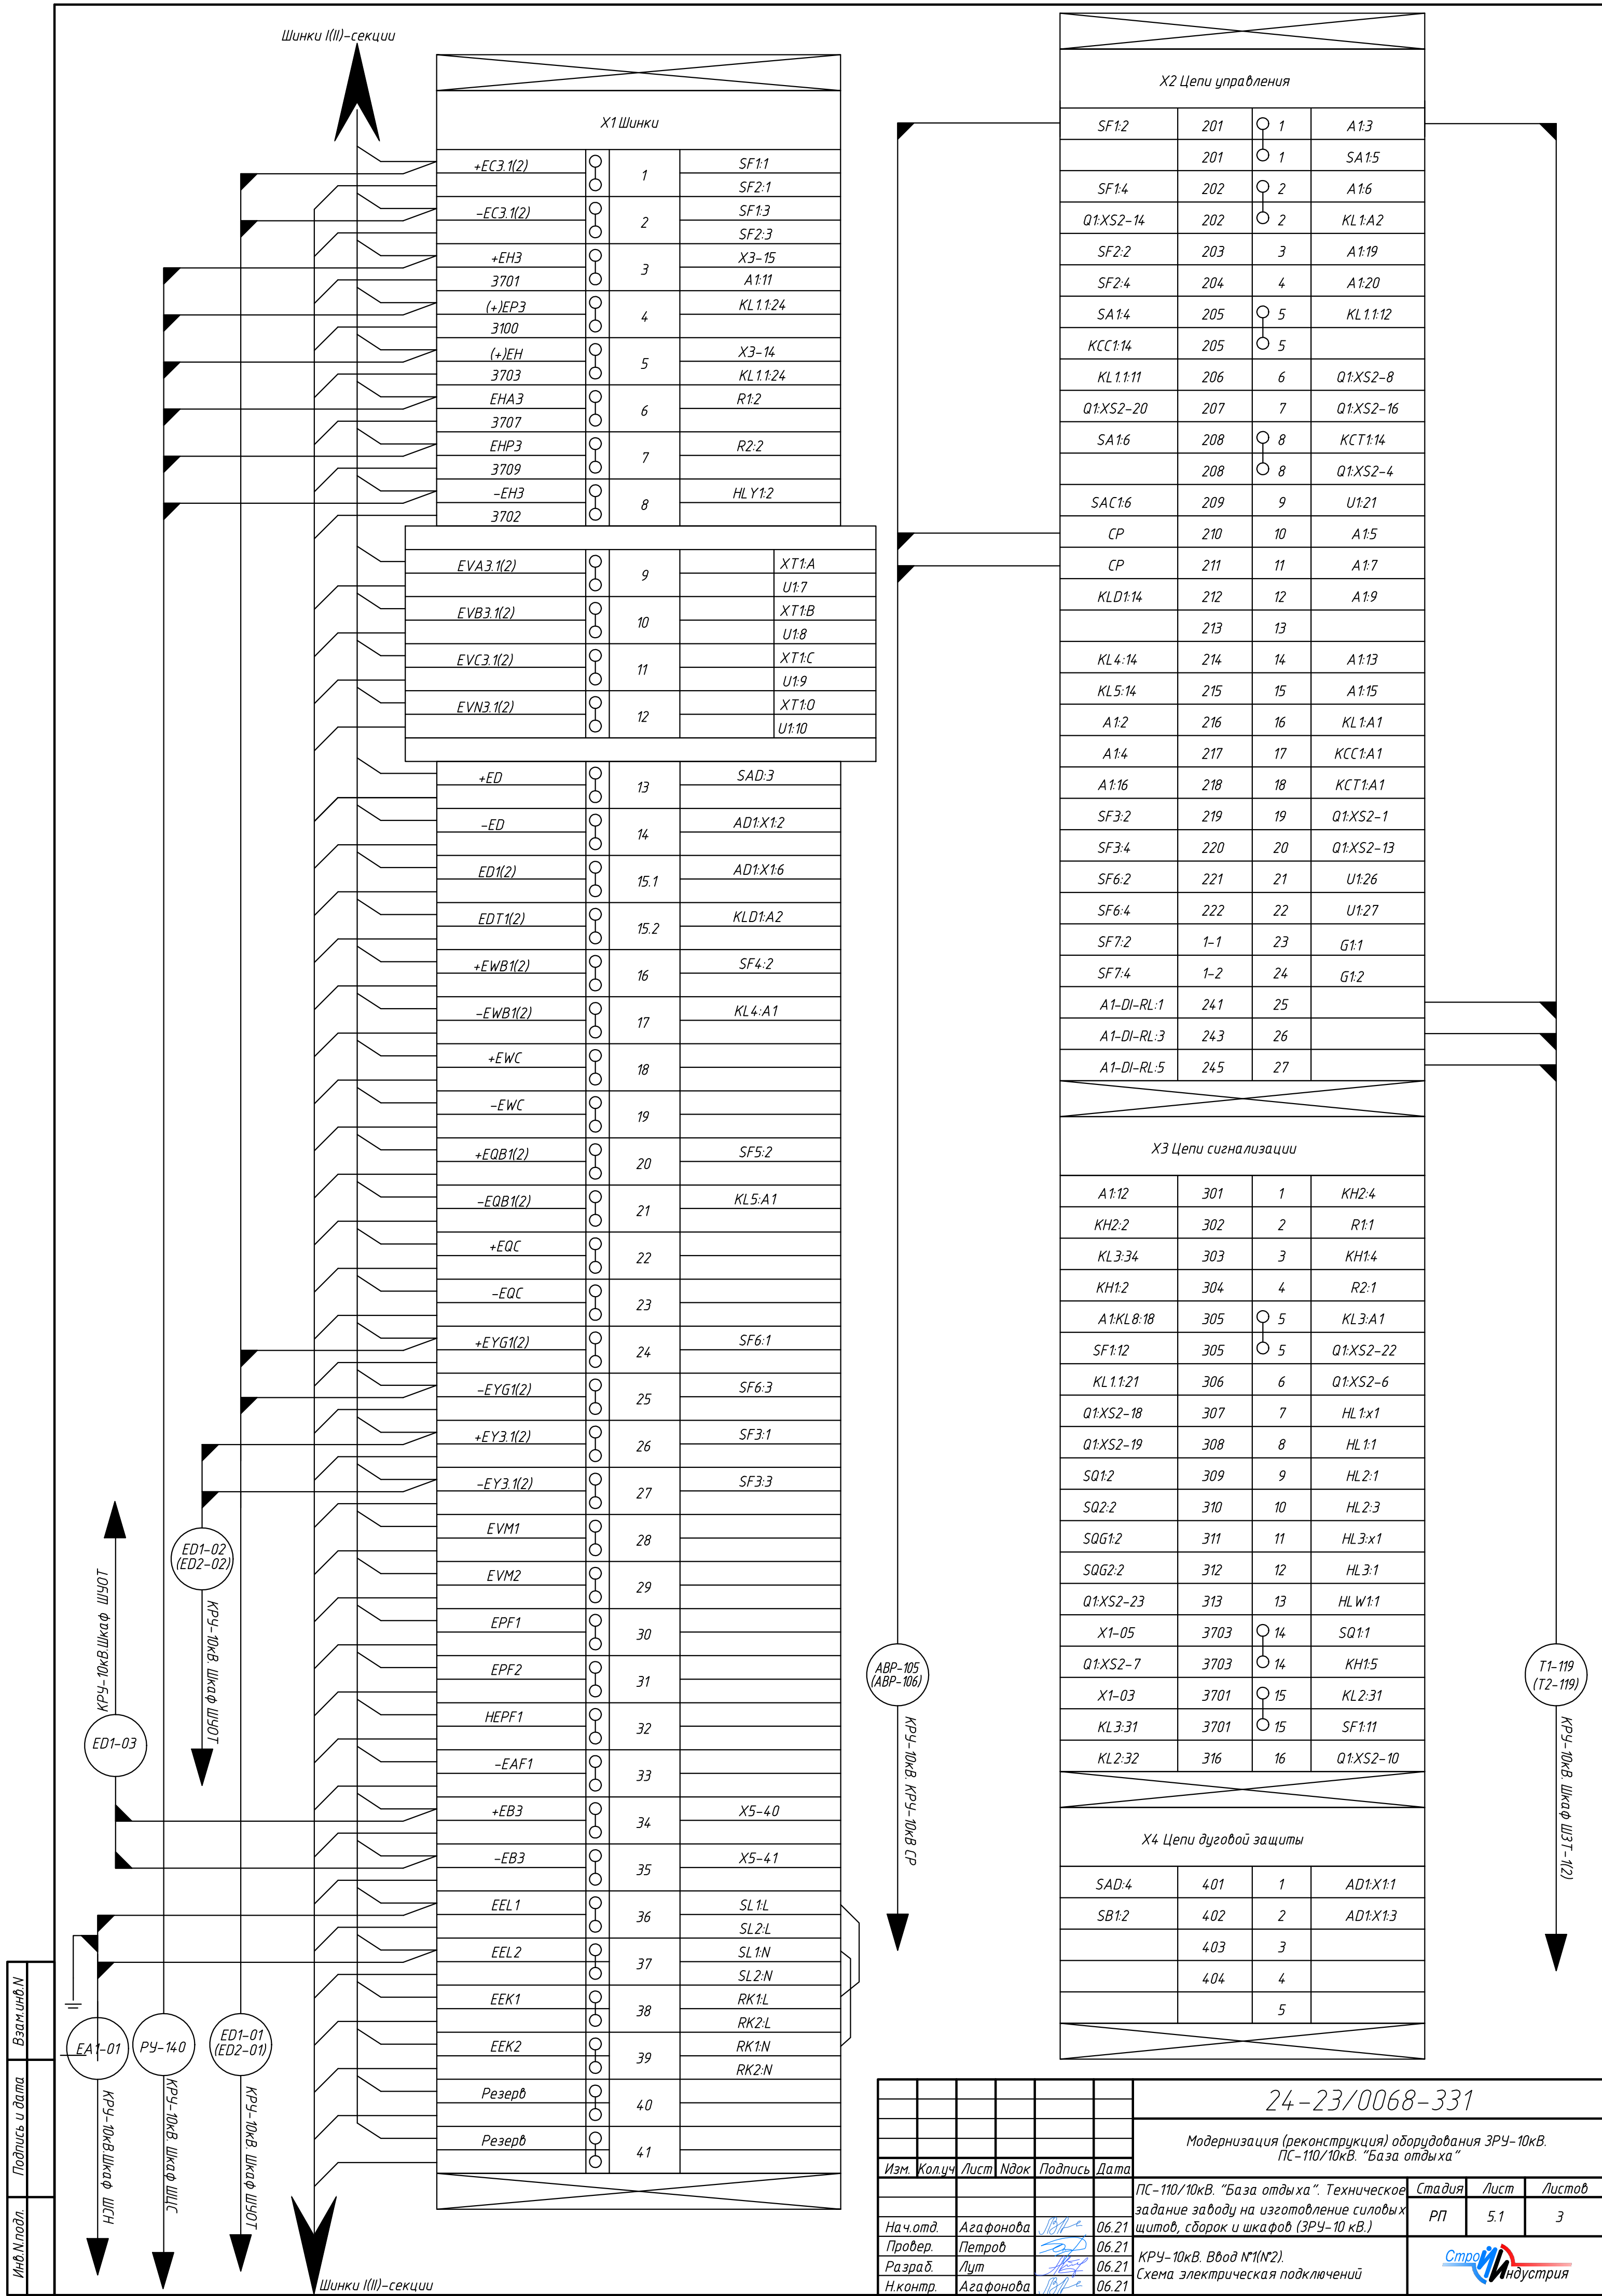 Шинки I(II)-секции
X1 Шинки
+EC3.1(2) 1 SF1:1
SF2:1
-EC3.1(2) 2 SF1:3
SF2:3
+EH3 3 X3-15
3701 A1:11
(+)EP3 4 KL1.1:24
3100
(+)EH 5 X3-14
3703 KL1.1:24
EHA3 6 R1:2
3707
EHP3 7 R2:2
3709
-EH3 8 HLY1:2
3702
EVA3.1(2) 9 XT1:A
U1:7
EVB3.1(2) 10 XT1:B
U1:8
EVC3.1(2) 11 XT1:C
U1:9
EVN3.1(2) 12 XT1:O
U1:10
+ED 13 SAD:3
-ED 14 AD1:X1:2
ED1(2) 15.1 AD1:X1:6
EDT1(2) 15.2 KLD1:A2
+EWB1(2) 16 SF4:2
-EWB1(2) 17 KL4:A1
+EWC 18
-EWC 19
+EQB1(2) 20 SF5:2
-EQB1(2) 21 KL5:A1
+EQC 22
-EQC 23
+EYG1(2) 24 SF6:1
-EYG1(2) 25 SF6:3
+EY3.1(2) 26 SF3:1
-EY3.1(2) 27 SF3:3
EVM1 28
EVM2 29
EPF1 30
EPF2 31
HEPF1 32
-EAF1 33
+EB3 34 X5-40
-EB3 35 X5-41
EEL1 36 SL1:L
SL2:L
EEL2 37 SL1:N
SL2:N
EEK1 38 RK1:L
RK2:L
EEK2 39 RK1:N
RK2:N
Резерв 40
Резерв 41
Шинки I(II)-секции
ED1-02
(ED2-02)
КРУ-10кВ. Шкаф ШУОТ
КРУ-10кВ.Шкаф ШУОТ
ED1-03
EA1-01
КРУ-10кВ.Шкаф ШСН
РУ-140
КРУ-10кВ. Шкаф ШЦС
ED1-01
(ED2-01)
КРУ-10кВ. Шкаф ШУОТ
X2 Цепи управления
SF1:2 201 1 A1:3
201 1 SA1:5
SF1:4 202 2 A1:6
Q1:XS2-14 202 2 KL1:A2
SF2:2 203 3 A1:19
SF2:4 204 4 A1:20
SA1:4 205 5 KL1.1:12
KCC1:14 205 5
KL1.1:11 206 6 Q1:XS2-8
Q1:XS2-20 207 7 Q1:XS2-16
SA1:6 208 8 KCT1:14
208 8 Q1:XS2-4
SAC1:6 209 9 U1:21
СР 210 10 A1:5
СР 211 11 A1:7
KLD1:14 212 12 A1:9
213 13
KL4:14 214 14 A1:13
KL5:14 215 15 A1:15
A1:2 216 16 KL1:A1
A1:4 217 17 KCC1:A1
A1:16 218 18 KCT1:A1
SF3:2 219 19 Q1:XS2-1
SF3:4 220 20 Q1:XS2-13
SF6:2 221 21 U1:26
SF6:4 222 22 U1:27
SF7:2 1-1 23 G1:1
SF7:4 1-2 24 G1:2
A1-DI-RL:1 241 25
A1-DI-RL:3 243 26
A1-DI-RL:5 245 27
X3 Цепи сигнализации
A1:12 301 1 KH2:4
KH2:2 302 2 R1:1
KL3:34 303 3 KH1:4
KH1:2 304 4 R2:1
A1:KL8:18 305 5 KL3:A1
SF1:12 305 5 Q1:XS2-22
KL1.1:21 306 6 Q1:XS2-6
Q1:XS2-18 307 7 HL1:x1
Q1:XS2-19 308 8 HL1:1
SQ1:2 309 9 HL2:1
SQ2:2 310 10 HL2:3
SQG1:2 311 11 HL3:x1
SQG2:2 312 12 HL3:1
Q1:XS2-23 313 13 HLW1:1
X1-05 3703 14 SQ1:1
Q1:XS2-7 3703 14 KH1:5
X1-03 3701 15 KL2:31
KL3:31 3701 15 SF1:11
KL2:32 316 16 Q1:XS2-10
X4 Цепи дуговой защиты
SAD:4 401 1 AD1:X1:1
SB1:2 402 2 AD1:X1:3
403 3
404 4
5
АВР-105
(АВР-106)
КРУ-10кВ. КРУ-10кВ СР
Т1-119
(Т2-119)
КРУ-10кВ. Шкаф ШЗТ-1(2)
Взам.инв.N
Подпись и дата
Инв.N.подл.
24-23/0068-331
Модернизация (реконструкция) оборудования ЗРУ-10кВ.
ПС-110/10кВ. "База отдыха"
Изм. Кол.уч Лист Nдок Подпись Дата
ПС-110/10кВ. "База отдыха". Техническое
задание заводу на изготовление силовых
щитов, сборок и шкафов (ЗРУ-10 кВ.)
Стадия Лист Листов
РП 5.1 3
Нач.отд. Агафонова 06.21
Провер. Петров 06.21
Разраб. Лут 06.21
Н.контр. Агафонова 06.21
КРУ-10кВ. Ввод N°1(N°2).
Схема электрическая подключений
СтройИндустрия